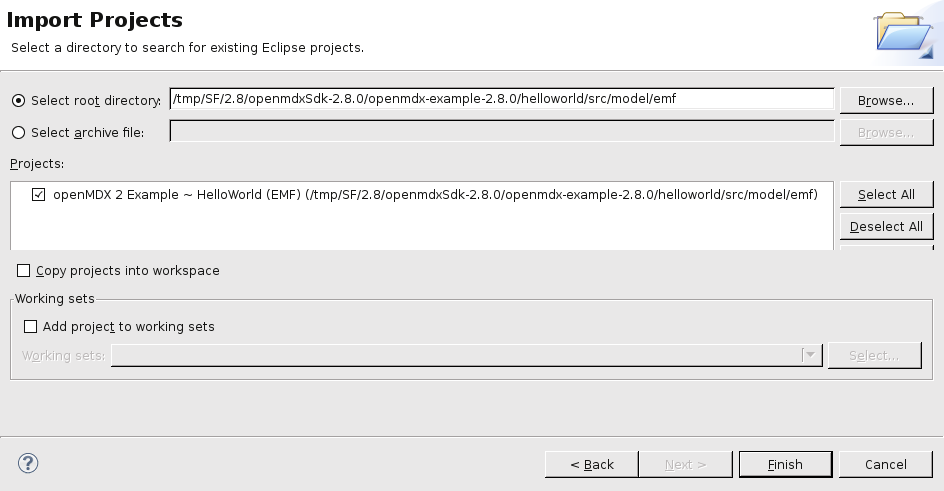 Import Projects
Select a directory to search for existing Eclipse projects.
Select root directory: /tmp/SF/2.8/openmdxSdk-2.8.0/openmdx-example-2.8.0/helloworld/src/model/emf Browse...
Select archive file: Browse...
Projects:
openMDX 2 Example ~ HelloWorld (EMF) (/tmp/SF/2.8/openmdxSdk-2.8.0/openmdx-example-2.8.0/helloworld/src/model/emf) Select All
Deselect All
Copy projects into workspace
Working sets
Add project to working sets
Working sets: Select...
? < Back Next > Finish Cancel